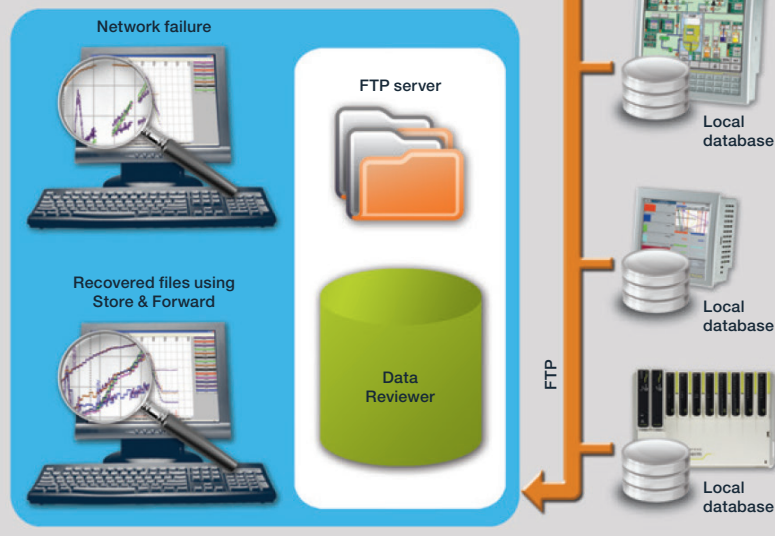 Network failure
FTP server
Local
database
Recovered files using
Store & Forward
Data
Reviewer
FTP
Local
database
Local
database